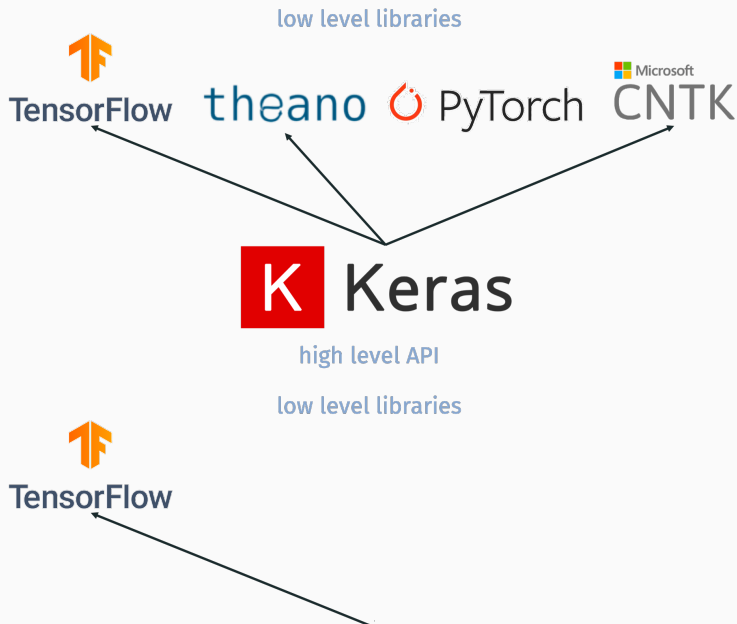 low level libraries
TensorFlow
theano
PyTorch
Microsoft
CNTK
K Keras
high level API
low level libraries
TensorFlow